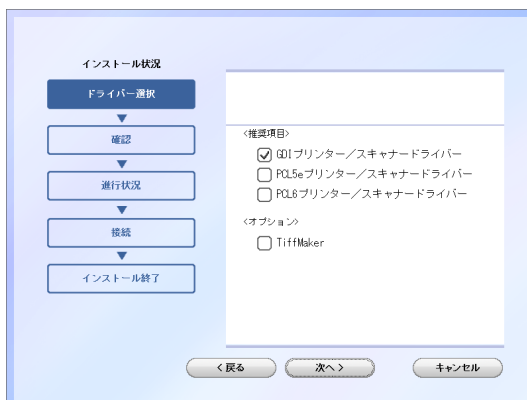 インストール状況
ドライバー選択
確認
進行状況
接続
インストール終了
<推奨項目>
GDIプリンター／スキャナードライバー
PCL5eプリンター／スキャナードライバー
PCL6プリンター／スキャナードライバー
<オプション>
TiffMaker
< 戻る
次へ >
キャンセル